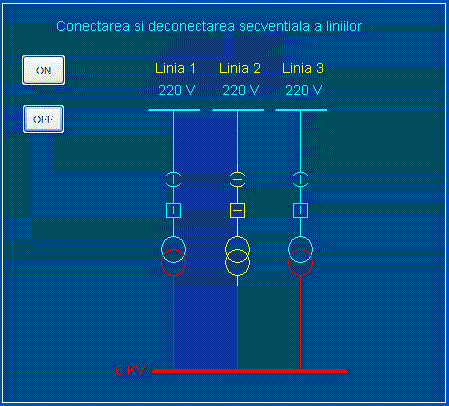 Conectarea si deconectarea secventiala a liniilor
ON
OFF
Linia 1 Linia 2 Linia 3
220 V 220 V 220 V
6 KV